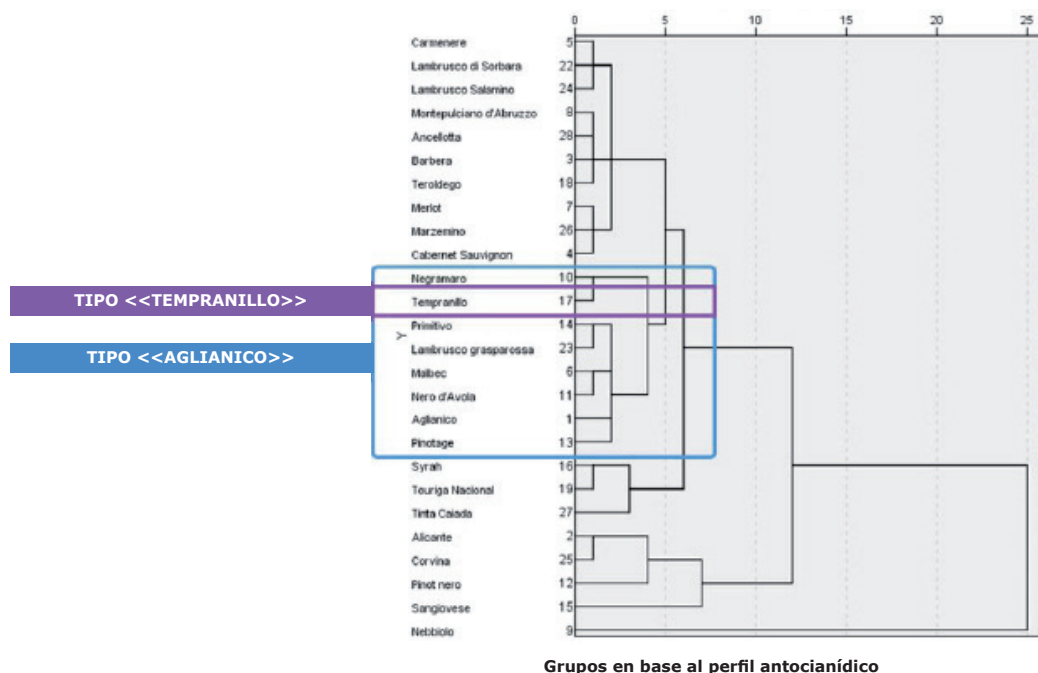 0 5 10 15 20 25
Carmenere 5
Lambrusco di Sorbara 22
Lambrusco Salamino 24
Montepulciano d'Abruzzo 8
Ancellotta 28
Barbera 3
Teroldego 18
Merlot 7
Marzemino 26
Cabernet Sauvignon 4
Negramaro 10
TIPO <<TEMPRANILLO>>
Tempranillo 17
Primitivo 14
Y
TIPO <<AGLIANICO>>
Lambrusco grasparossa 23
Malbec 6
Nero d'Avola 11
Aglianico 1
Pinotage 13
Syrah 16
Touriga Nacional 19
Tinta Caiada 27
Alicante 2
Corvina 25
Pinot nero 12
Sangiovese 15
Nebbiolo 9
Grupos en base al perfil antocianídico